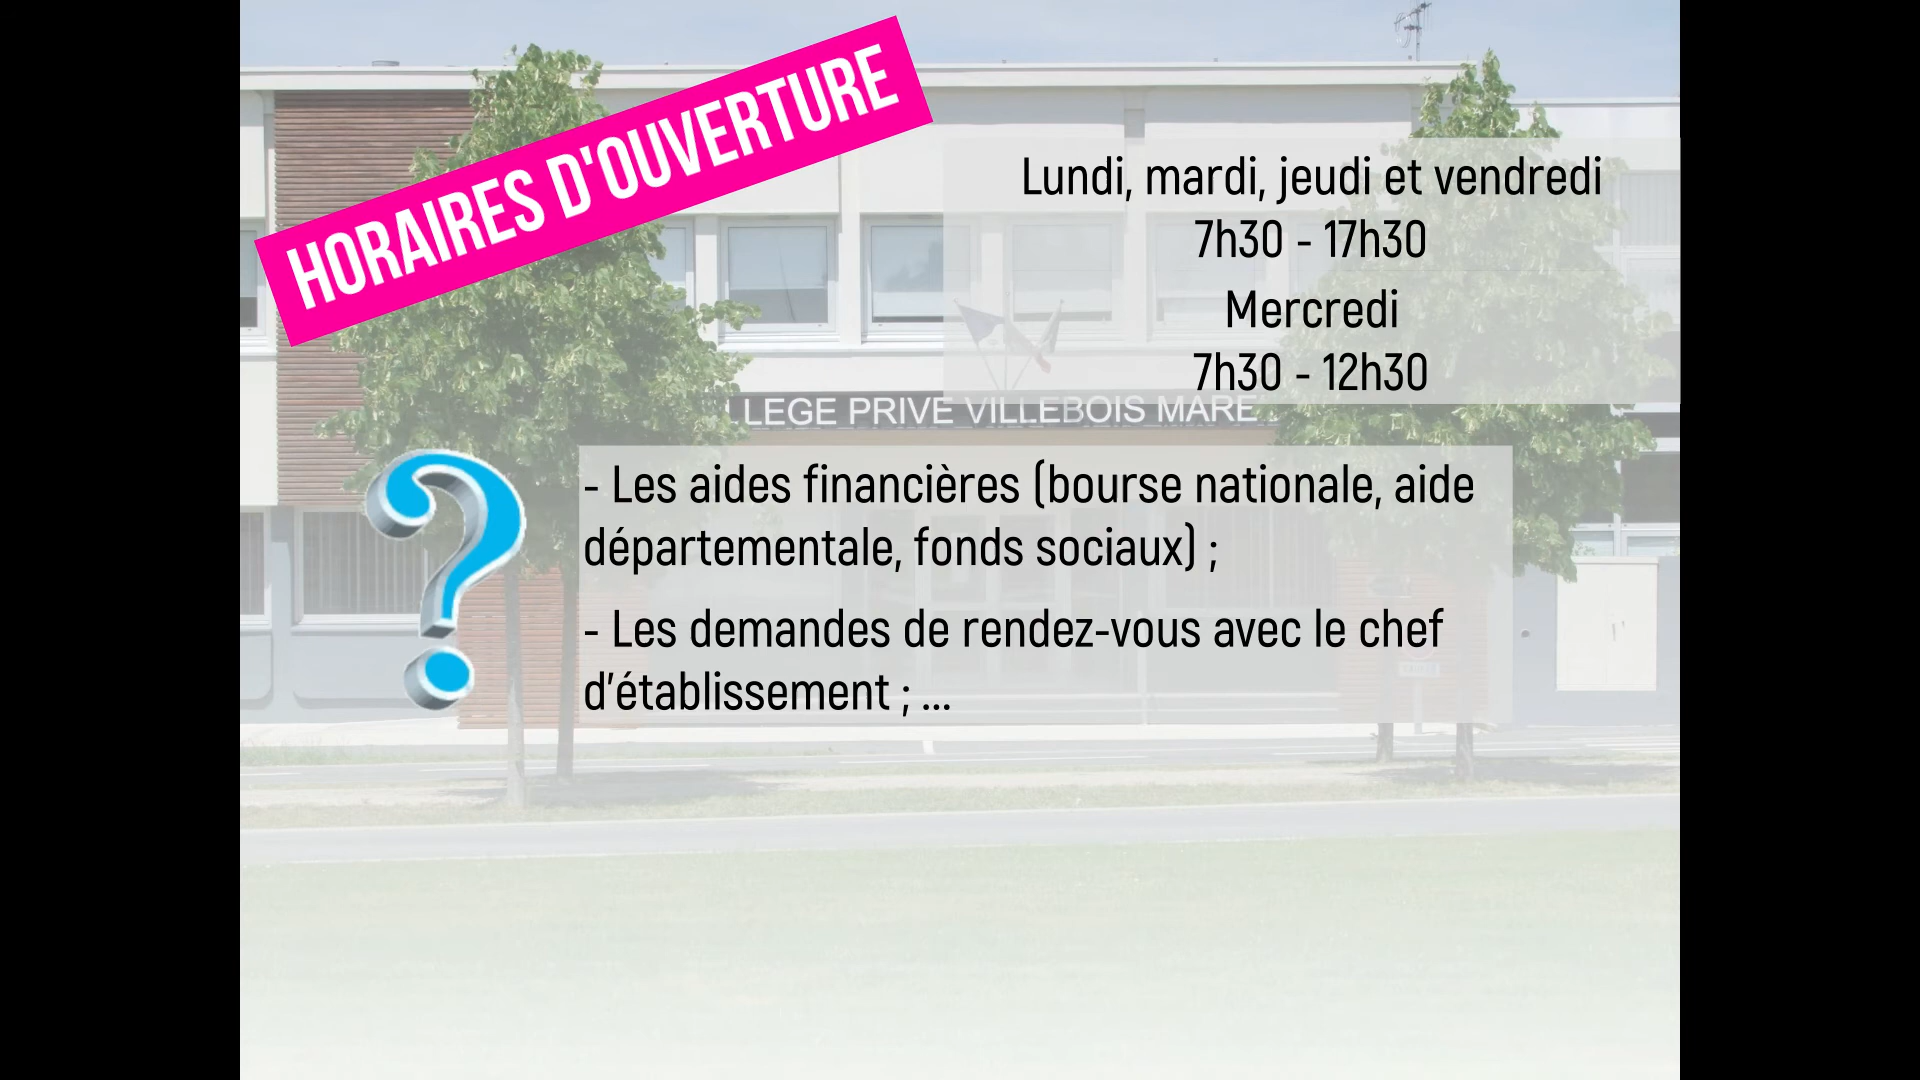 HORAIRES D'OUVERTURE
Lundi, mardi, jeudi et vendredi
7h30 - 17h30
Mercredi
7h30 - 12h30
LLEGE PRIVE VILLEBOIS MARE
- Les aides financières (bourse nationale, aide
départementale, fonds sociaux) ;
- Les demandes de rendez-vous avec le chef
d'établissement ; ...